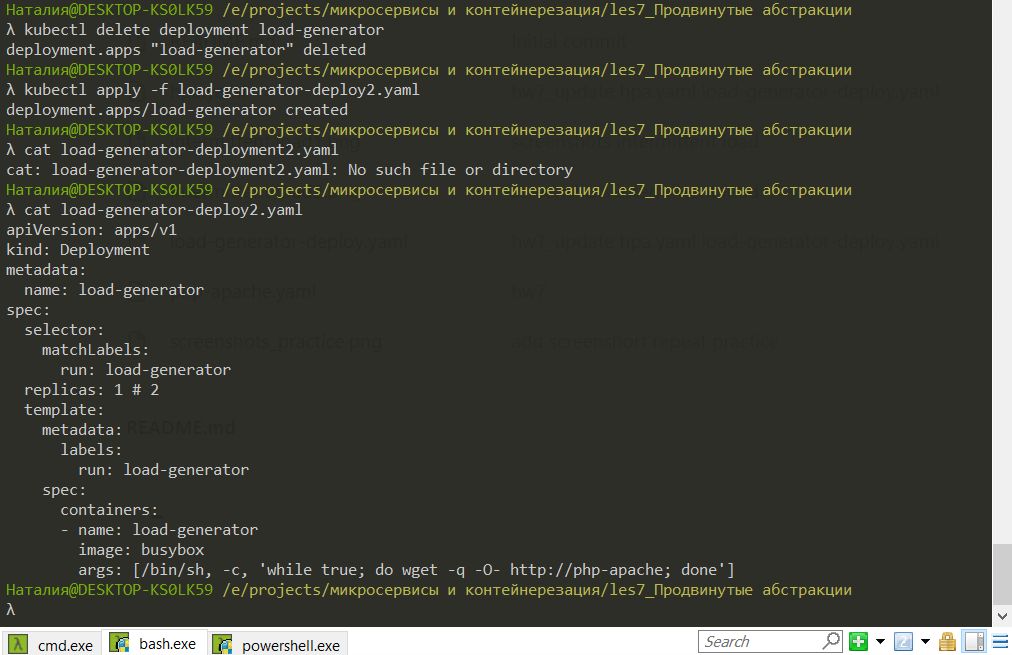 Наталия@DESKTOP-KS0LK59 /e/projects/микросервисы и контейнерезация/les7_Продвинутые абстракции
λ kubectl delete deployment load-generator
deployment.apps "load-generator" deleted
Наталия@DESKTOP-KS0LK59 /e/projects/микросервисы и контейнерезация/les7_Продвинутые абстракции
λ kubectl apply -f load-generator-deploy2.yaml
deployment.apps/load-generator created
Наталия@DESKTOP-KS0LK59 /e/projects/микросервисы и контейнерезация/les7_Продвинутые абстракции
λ cat load-generator-deployment2.yaml
cat: load-generator-deployment2.yaml: No such file or directory
Наталия@DESKTOP-KS0LK59 /e/projects/микросервисы и контейнерезация/les7_Продвинутые абстракции
λ cat load-generator-deploy2.yaml
apiVersion: apps/v1
kind: Deployment
metadata:
  name: load-generator
spec:
  selector:
    matchLabels:
      run: load-generator
  replicas: 1 # 2
  template:
    metadata:
README.md
      labels:
        run: load-generator
    spec:
      containers:
      - name: load-generator
        image: busybox
        args: [/bin/sh, -c, 'while true; do wget -q -O- http://php-apache; done']
Наталия@DESKTOP-KS0LK59 /e/projects/микросервисы и контейнерезация/les7_Продвинутые абстракции
λ
cmd.exe
bash.exe
powershell.exe
Search